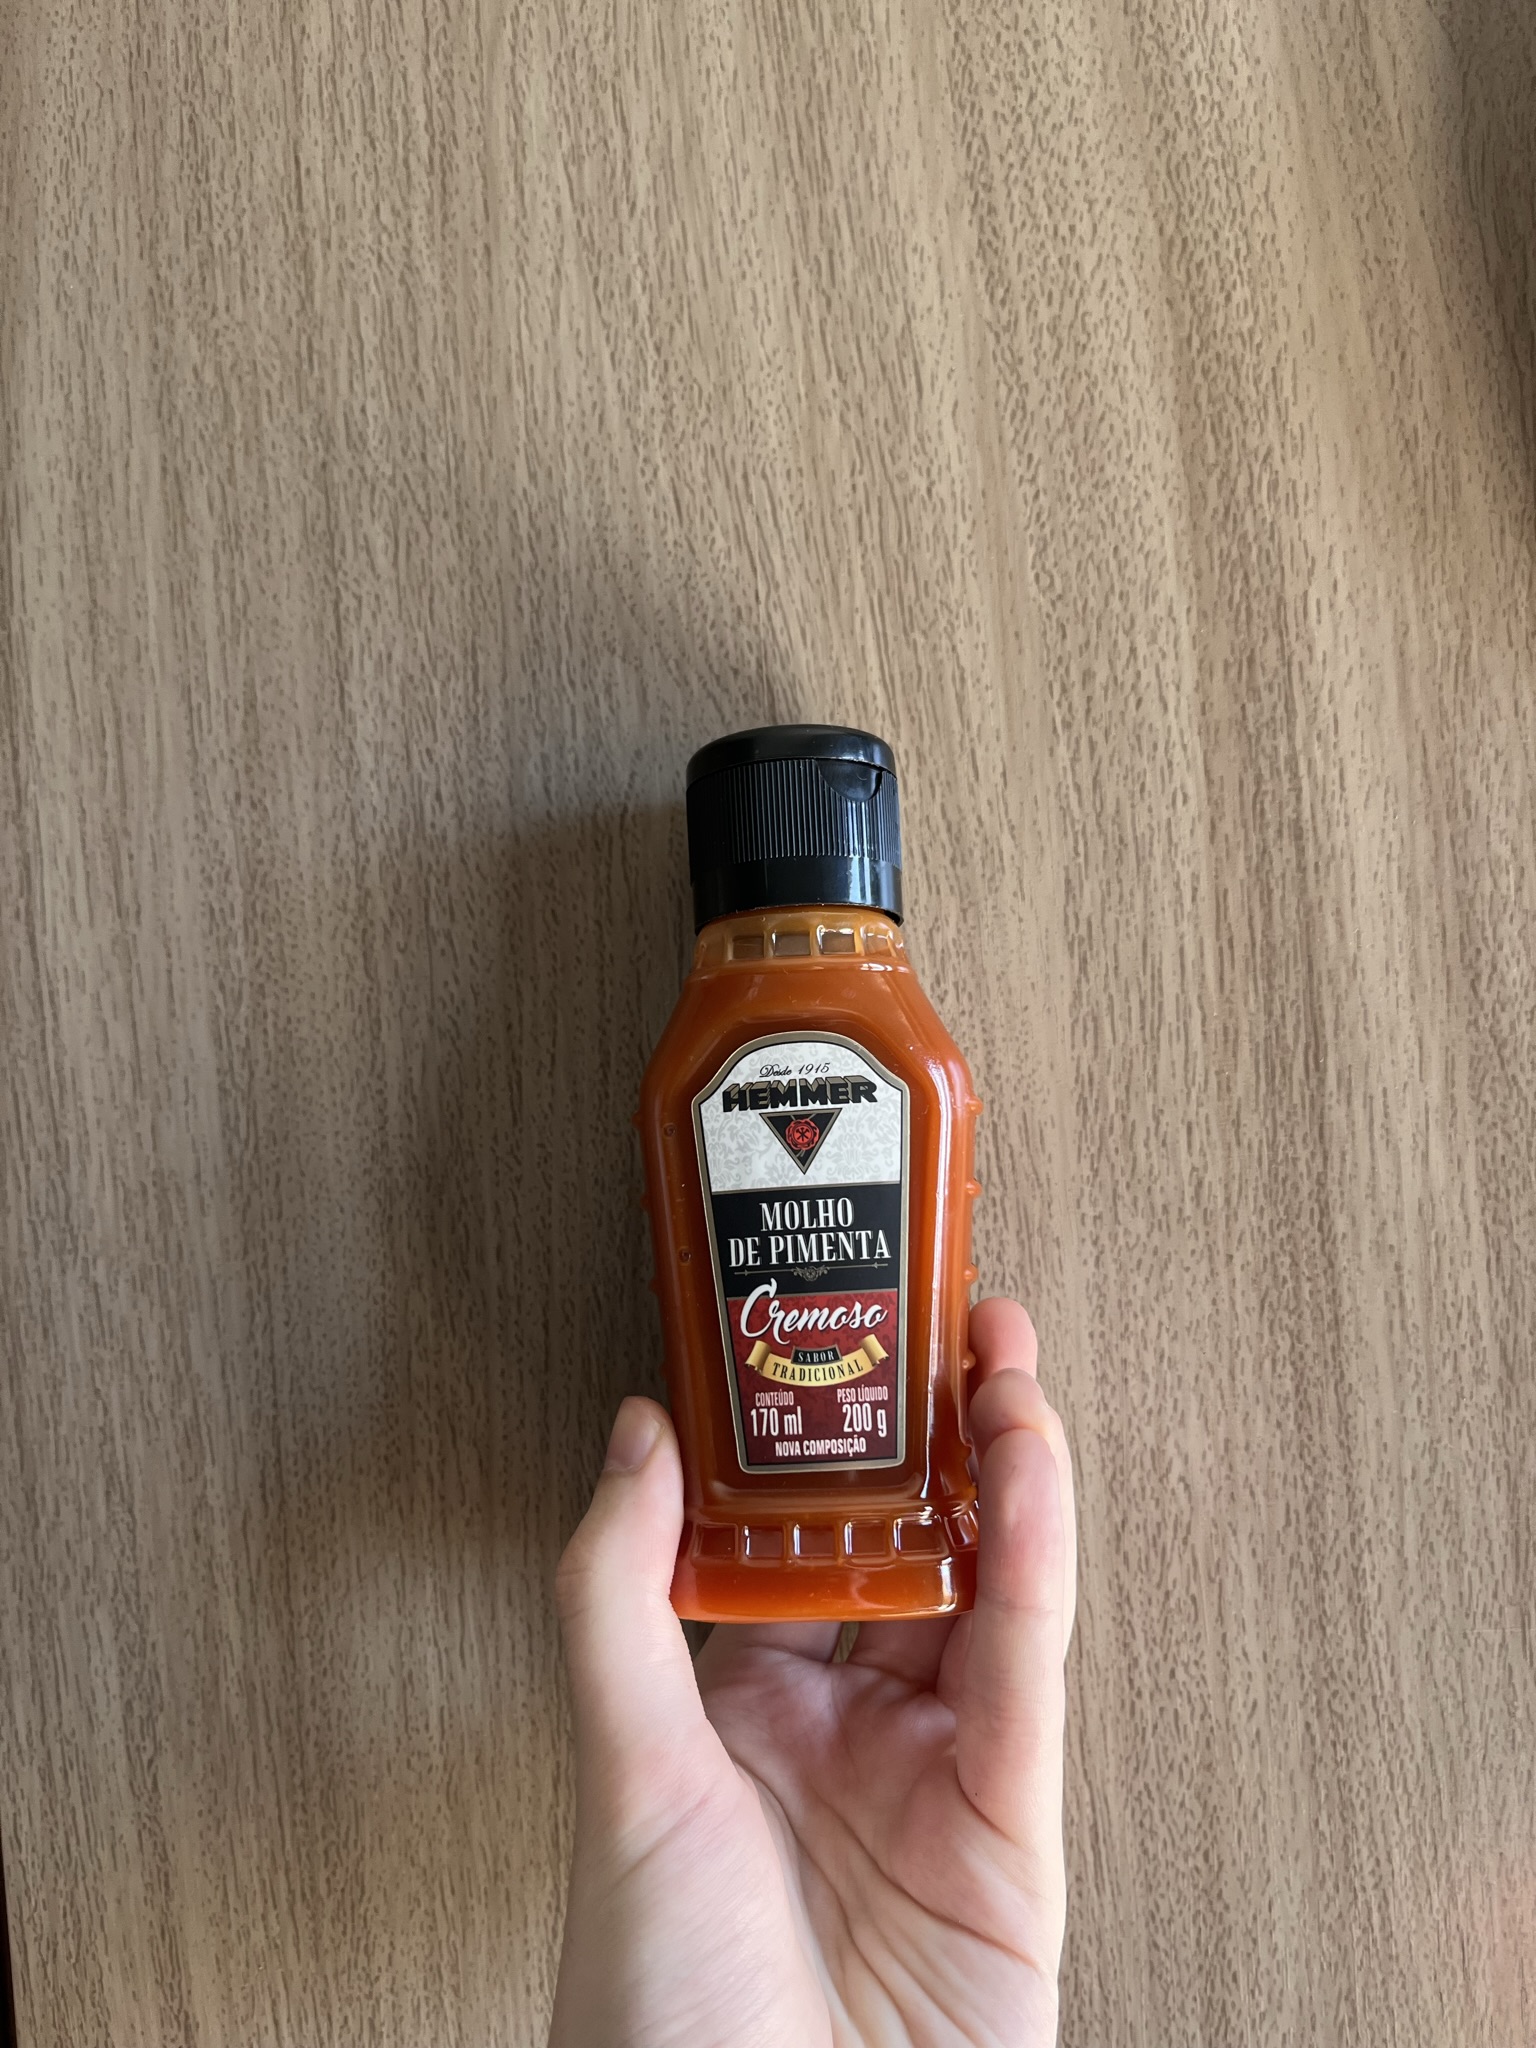 Desde 1915
HEMMER
MOLHO
DE PIMENTA
Cremoso
SABOR
TRADICIONAL
CONTEÚDO PESO LÍQUIDO
170 ml 200 g
NOVA COMPOSIÇÃO